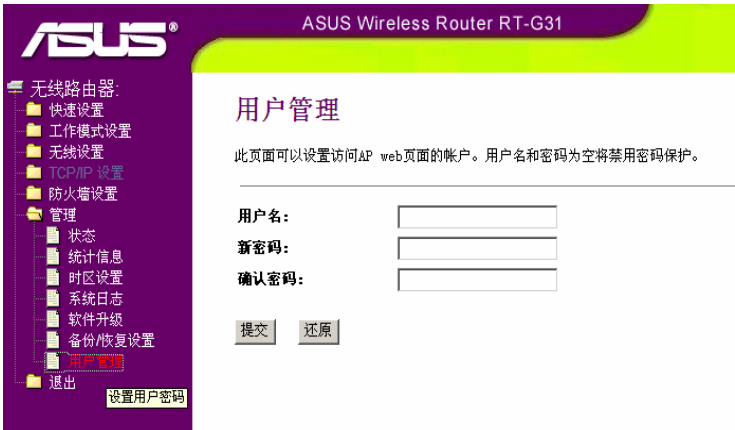 ASUS®
ASUS Wireless Router RT-G31
无线路由器:
快速设置
工作模式设置
无线设置
TCP/IP 设置
防火墙设置
管理
状态
统计信息
时区设置
系统日志
软件升级
备份/恢复设置
用户管理
退出
设置用户密码
用户管理
此页面可以设置访问AP web页面的帐户。用户名和密码为空将禁用密码保护。
用户名:
新密码:
确认密码:
提交 还原